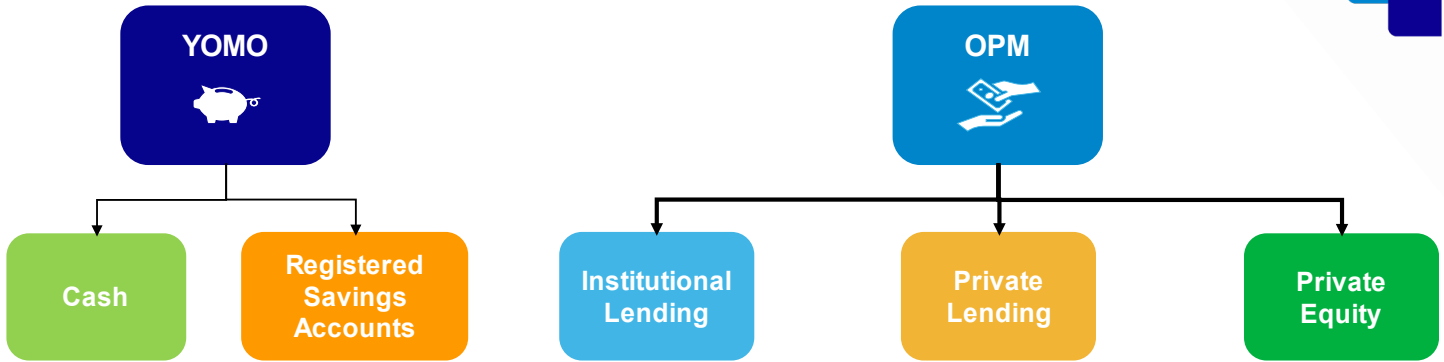 YOMO
OPM
Cash
Registered
Savings
Accounts
Institutional
Lending
Private
Lending
Private
Equity